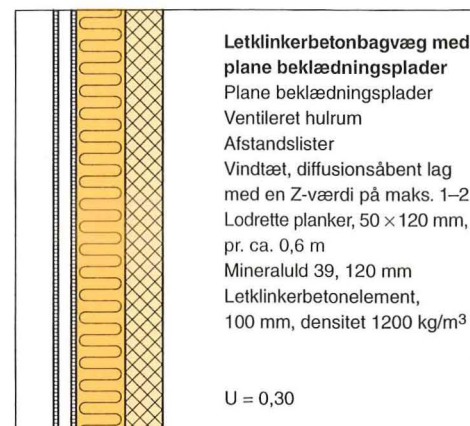 Letklinkerbetonbagvæg med
plane beklædningsplader
Plane beklædningsplader
Ventileret hulrum
Afstandslister
Vindtæt, diffusionsåbent lag
med en Z-værdi på maks. 1–2
Lodrette planker, 50 × 120 mm,
pr. ca. 0,6 m
Mineraluld 39, 120 mm
Letklinkerbetonelement,
100 mm, densitet 1200 kg/m³
U = 0,30